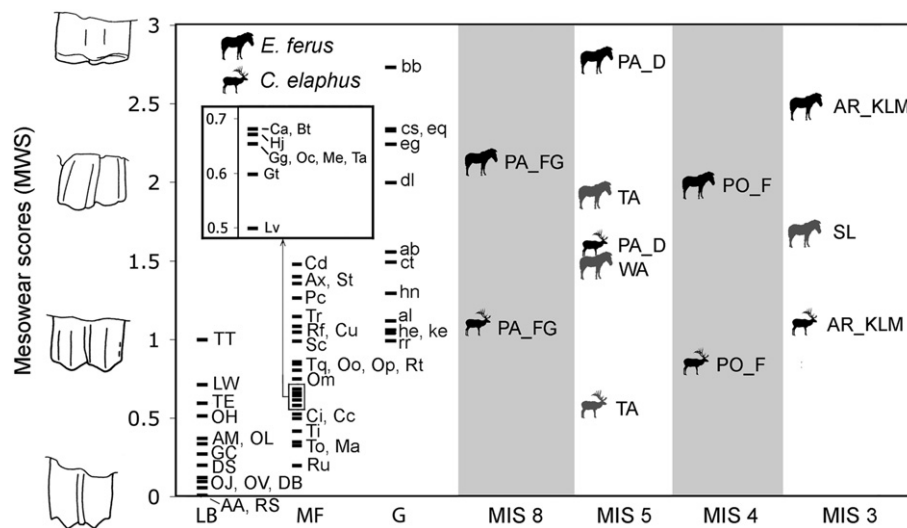 Mesowear scores (MWS)
3
2.5
2
1.5
1
0.5
0
E. ferus
C. elaphus
0.7
0.6
0.5
Ca, Bt
Hj
Gg, Oc, Me, Ta
Gt
Lv
TT
LW
TE
OH
AM, OL
GC
DS
OJ, OV, DB
AA, RS
Cd
Ax, St
Pc
Tr
Rf, Cu
Sc
Tq, Oo, Op, Rt
Om
Ci, Cc
Ti
To, Ma
Ru
bb
cs, eq
eg
dl
ab
ct
hn
al
he, ke
rr
PA_FG
PA_FG
PA_D
TA
PA_D
WA
TA
PO_F
PO_F
AR_KLM
SL
AR_KLM
LB MF G MIS 8 MIS 5 MIS 4 MIS 3